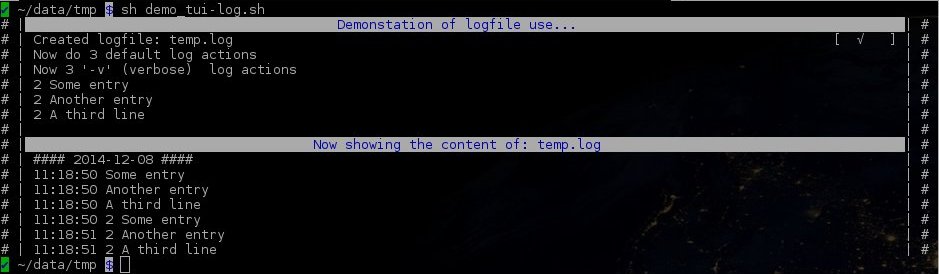 ✔ ~/data/tmp $ sh demo_tui-log.sh
# | Demonstation of logfile use... | #
# | Created logfile: temp.log [ √ ] | #
# | Now do 3 default log actions | #
# | Now 3 '-v' (verbose)  log actions | #
# | 2 Some entry | #
# | 2 Another entry | #
# | 2 A third line | #
# | | #
# | Now showing the content of: temp.log | #
# | #### 2014-12-08 #### | #
# | 11:18:50 Some entry | #
# | 11:18:50 Another entry | #
# | 11:18:50 A third line | #
# | 11:18:50 2 Some entry | #
# | 11:18:51 2 Another entry | #
# | 11:18:51 2 A third line | #
✔ ~/data/tmp $